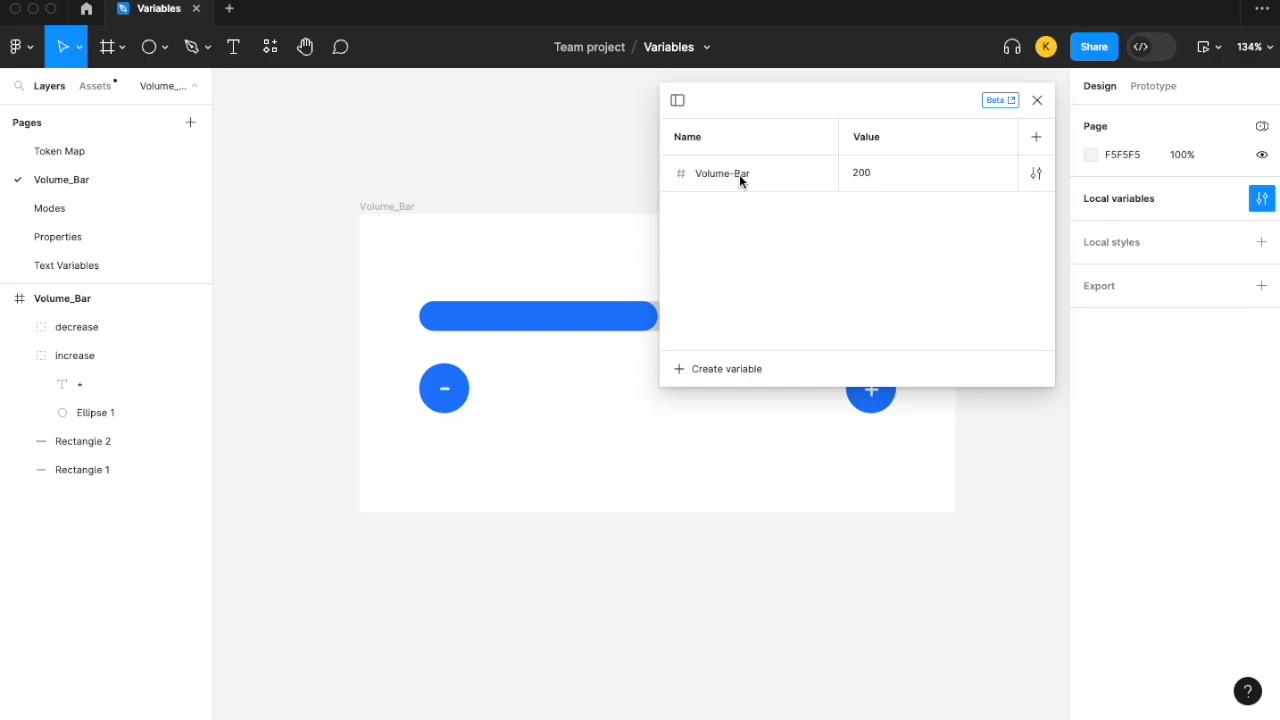 Variables
Team project / Variables
K
Share
134%
Layers
Assets
Volume_...
Pages
Token Map
Volume_Bar
Modes
Properties
Text Variables
Volume_Bar
decrease
increase
T +
Ellipse 1
Rectangle 2
Rectangle 1
Volume_Bar
-
+
Beta
Name
Value
# Volume-Bar
200
Create variable
Design
Prototype
Page
F5F5F5
100%
Local variables
Local styles
Export
?